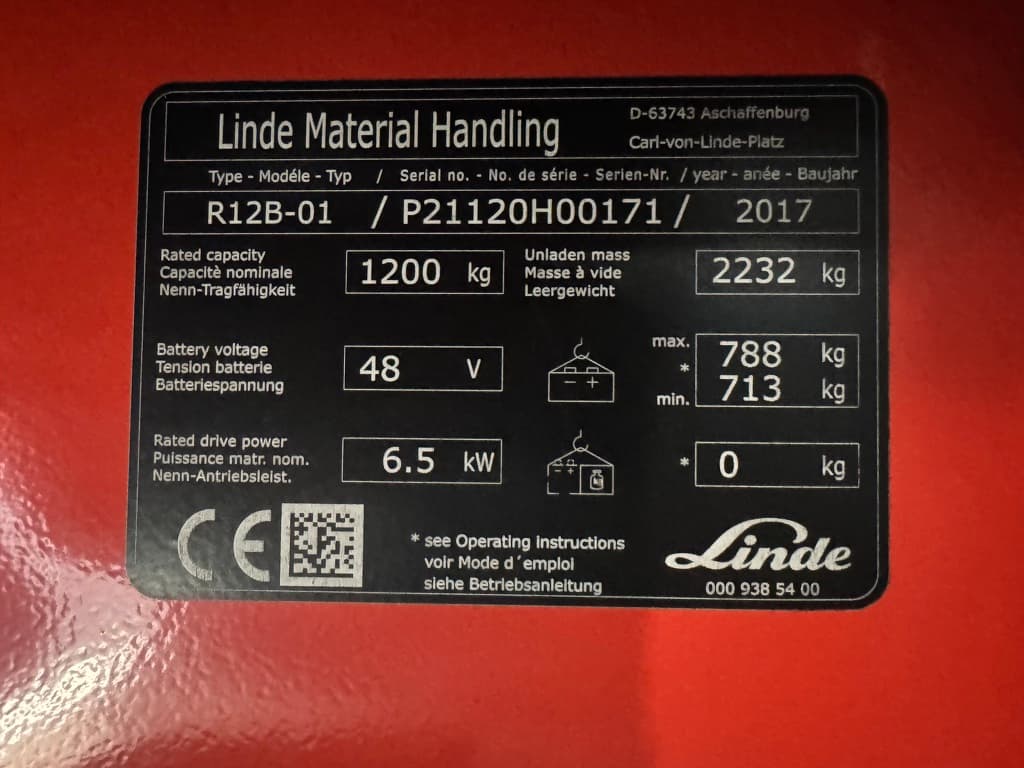 Linde Material Handling
D-63743 Aschaffenburg
Carl-von-Linde-Platz
Type - Modéle - Typ / Serial no. - No. de série - Serien-Nr. / year - anée - Baujahr
R12B-01 / P21120H00171 / 2017
Rated capacity
Capacitè nominale
Nenn-Tragfähigkeit
1200 kg
Unladen mass
Masse à vide
Leergewicht
2232 kg
Battery voltage
Tension batterie
Batteriespannung
48 V
max. 788 kg
*
min. 713 kg
Rated drive power
Puissance matr. nom.
Nenn-Antriebsleist.
6.5 kW
* 0 kg
CE
* see Operating instructions
voir Mode d´emploi
siehe Betriebsanleitung
Linde
000 938 54 00